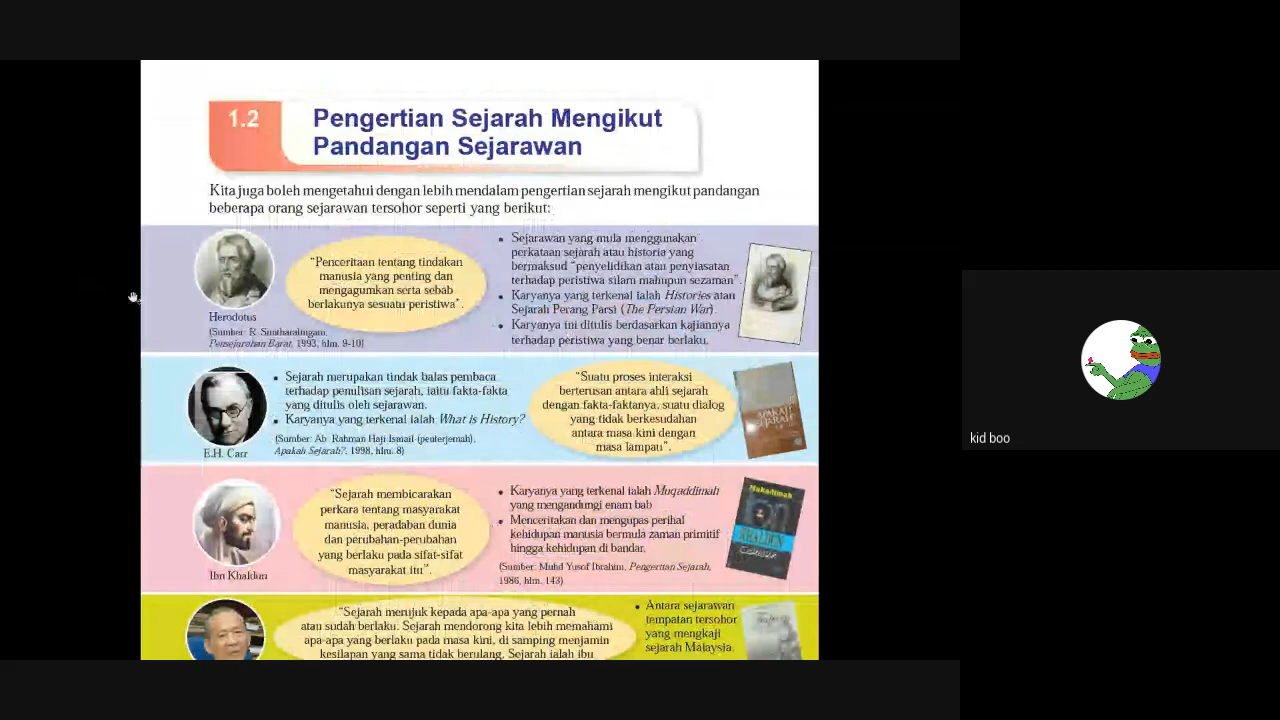 1.2
Pengertian Sejarah Mengikut
Pandangan Sejarawan
Kita juga boleh mengetahui dengan lebih mendalam pengertian sejarah mengikut pandangan
beberapa orang sejarawan tersohor seperti yang berikut:
"Penceritaan tentang tindakan
manusia yang penting dan
mengagumkan serta sebab
berlakunya sesuatu peristiwa".
Herodotus
(Sumber: K. Suntharalingam,
Pensejarahan Barat, 1993, hlm. 9-10)
• Sejarawan yang mula menggunakan
perkataan sejarah atau historia yang
bermaksud "penyelidikan atau penyiasatan
terhadap peristiwa silam mahupun sezaman".
• Karyanya yang terkenal ialah Histories atau
Sejarah Perang Parsi (The Persian War).
• Karyanya ini ditulis berdasarkan kajiannya
terhadap peristiwa yang benar berlaku.
E.H. Carr
• Sejarah merupakan tindak balas pembaca
terhadap penulisan sejarah, iaitu fakta-fakta
yang ditulis oleh sejarawan.
• Karyanya yang terkenal ialah What is History?
(Sumber: Ab. Rahman Haji Ismail (penterjemah),
Apakah Sejarah?, 1998, hlm. 8)
"Suatu proses interaksi
berterusan antara ahli sejarah
dengan fakta-faktanya, suatu dialog
yang tidak berkesudahan
antara masa kini dengan
masa lampau".
APAKAH
SEJARAH
Ibn Khaldun
"Sejarah membicarakan
perkara tentang masyarakat
manusia, peradaban dunia
dan perubahan-perubahan
yang berlaku pada sifat-sifat
masyarakat itu".
• Karyanya yang terkenal ialah Muqaddimah
yang mengandungi enam bab
• Menceritakan dan mengupas perihal
kehidupan manusia bermula zaman primitif
hingga kehidupan di bandar.
(Sumber: Muhd Yusof Ibrahim, Pengertian Sejarah,
1986, hlm. 143)
Mukadimah
KHALDUN
"Sejarah merujuk kepada apa-apa yang pernah
atau sudah berlaku. Sejarah mendorong kita lebih memahami
apa-apa yang berlaku pada masa kini, di samping menjamin
kesilapan yang sama tidak berulang. Sejarah ialah ibu
• Antara sejarawan
tempatan tersohor
yang mengkaji
sejarah Malaysia.
kid boo